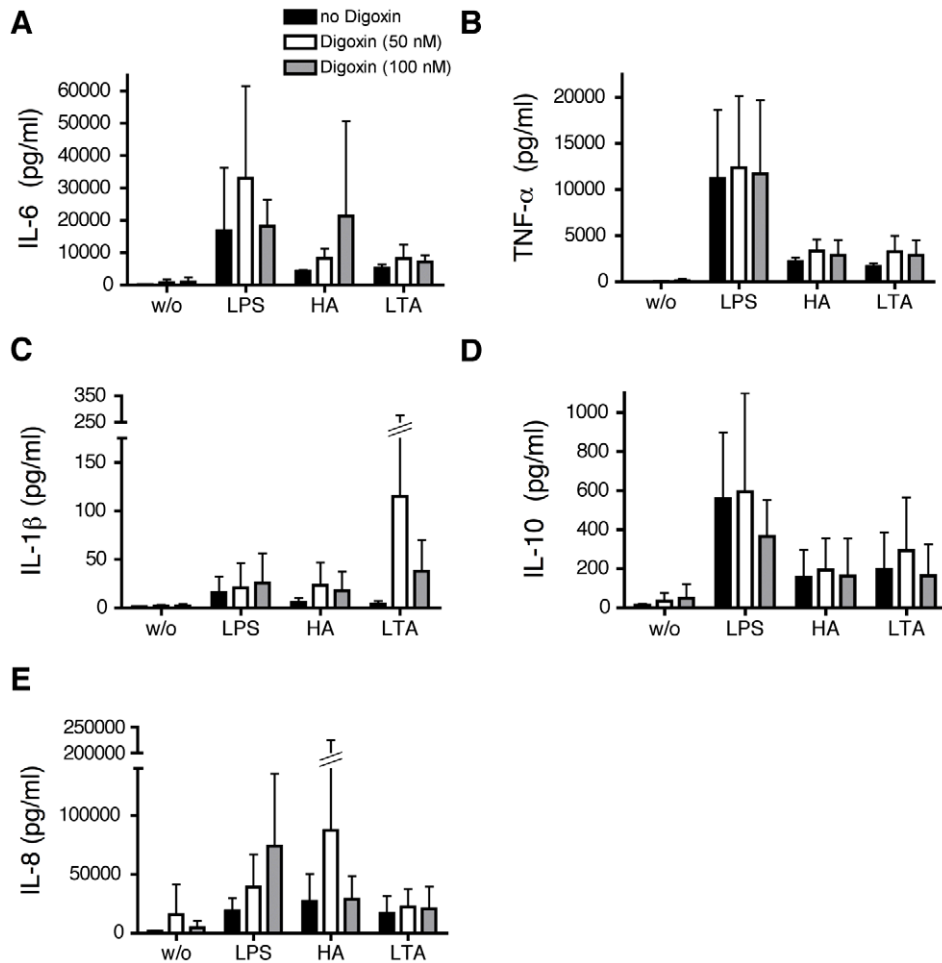 A
no Digoxin
Digoxin (50 nM)
Digoxin (100 nM)
IL-6 (pg/ml)
60000
50000
40000
30000
20000
10000
0
w/o LPS HA LTA
B
TNF-α (pg/ml)
20000
15000
10000
5000
0
w/o LPS HA LTA
C
IL-1β (pg/ml)
350
250
150
100
50
0
w/o LPS HA LTA
D
IL-10 (pg/ml)
1000
800
600
400
200
0
w/o LPS HA LTA
E
IL-8 (pg/ml)
250000
200000
100000
50000
0
w/o LPS HA LTA